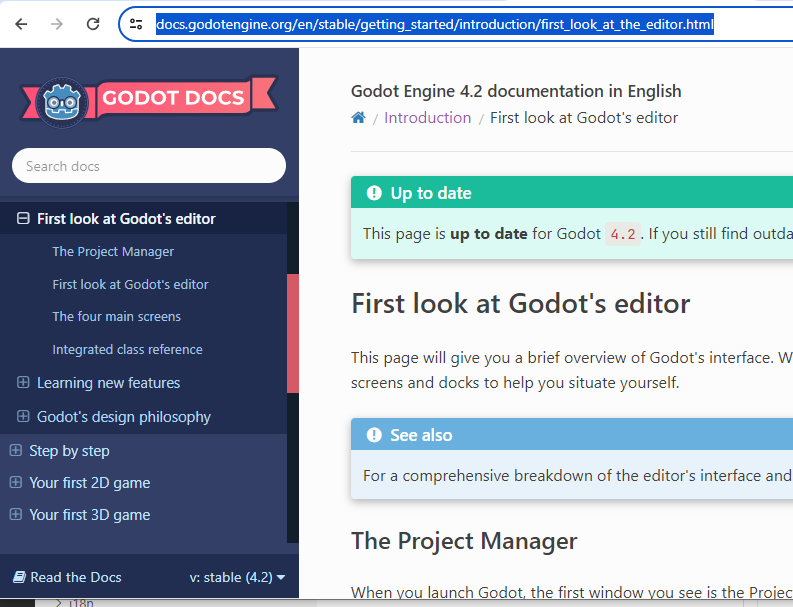 docs.godotengine.org/en/stable/getting_started/introduction/first_look_at_the_editor.html
GODOT DOCS
Search docs
First look at Godot's editor
The Project Manager
First look at Godot's editor
The four main screens
Integrated class reference
Learning new features
Godot's design philosophy
Step by step
Your first 2D game
Your first 3D game
Read the Docs
v: stable (4.2)
Godot Engine 4.2 documentation in English
/ Introduction / First look at Godot's editor
Up to date
This page is up to date for Godot 4.2. If you still find outda
First look at Godot's editor
This page will give you a brief overview of Godot's interface. W
screens and docks to help you situate yourself.
See also
For a comprehensive breakdown of the editor's interface and
The Project Manager
When you launch Godot, the first window you see is the Projec
i18n